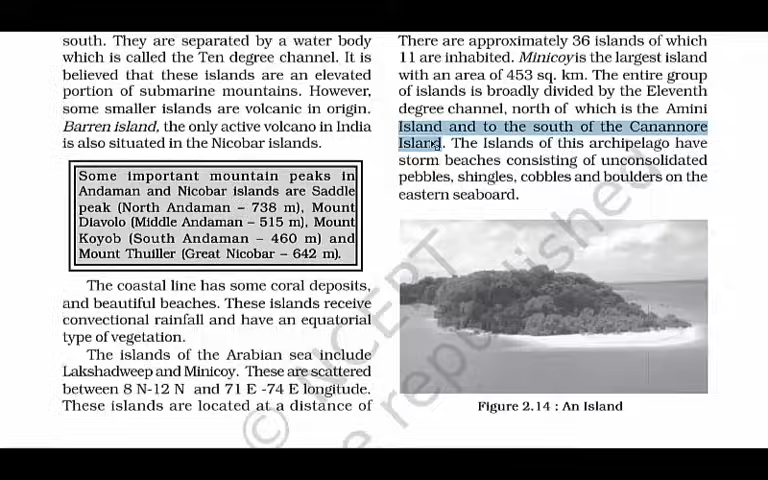 south. They are separated by a water body
which is called the Ten degree channel. It is
believed that these islands are an elevated
portion of submarine mountains. However,
some smaller islands are volcanic in origin.
Barren island, the only active volcano in India
is also situated in the Nicobar islands.
Some important mountain peaks in
Andaman and Nicobar islands are Saddle
peak (North Andaman – 738 m), Mount
Diavolo (Middle Andaman – 515 m), Mount
Koyob (South Andaman – 460 m) and
Mount Thuiller (Great Nicobar – 642 m).
The coastal line has some coral deposits,
and beautiful beaches. These islands receive
convectional rainfall and have an equatorial
type of vegetation.
The islands of the Arabian sea include
Lakshadweep and Minicoy. These are scattered
between 8 N-12 N and 71 E -74 E longitude.
These islands are located at a distance of
There are approximately 36 islands of which
11 are inhabited. Minicoy is the largest island
with an area of 453 sq. km. The entire group
of islands is broadly divided by the Eleventh
degree channel, north of which is the Amini
Island and to the south of the Canannore
Island. The Islands of this archipelago have
storm beaches consisting of unconsolidated
pebbles, shingles, cobbles and boulders on the
eastern seaboard.
Figure 2.14 : An Island
© NCERT
be republished